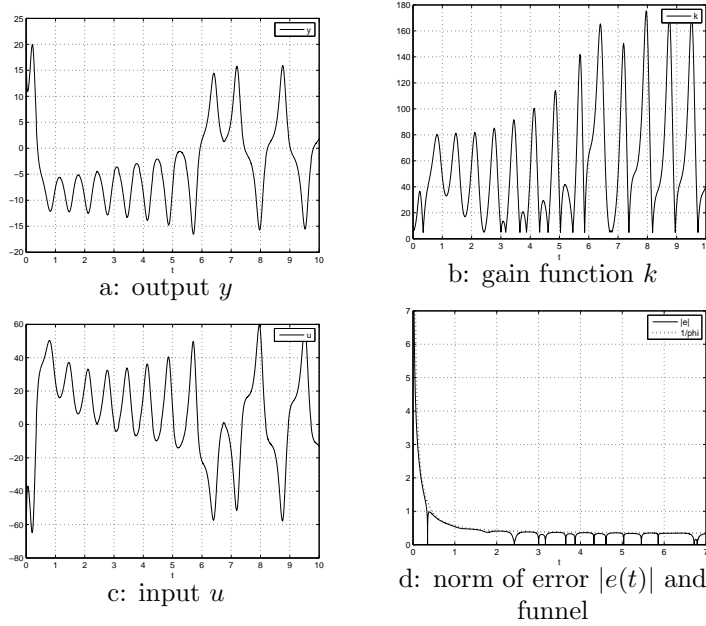 25
20
15
10
5
0
−5
−10
−15
−20
0 1 2 3 4 5 6 7 8 9 10
t
y
a: output y
180
160
140
120
100
80
60
40
20
0
0 1 2 3 4 5 6 7 8 9 10
t
k
b: gain function k
60
40
20
0
−20
−40
−60
−80
0 1 2 3 4 5 6 7 8 9 10
t
u
c: input u
7
6
5
4
3
2
1
0
0 1 2 3 4 5 6 7
t
|e|
1/phi
d: norm of error |e(t)| and
funnel